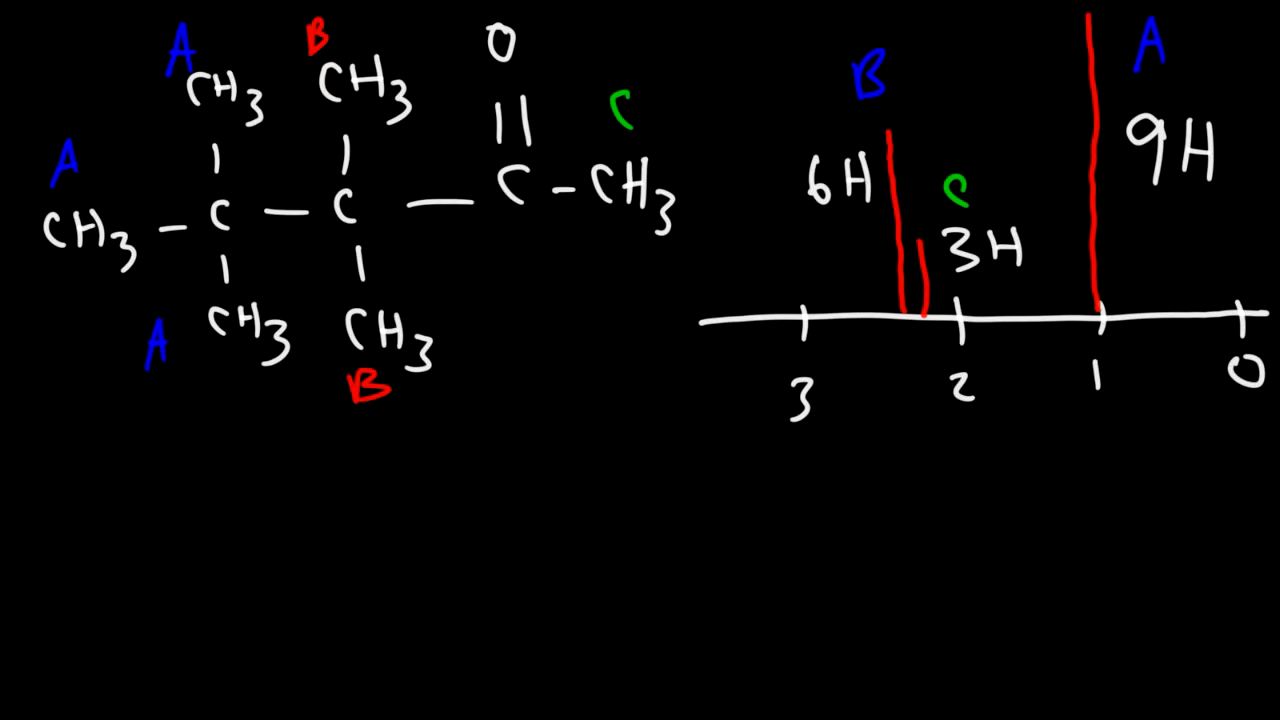 A B O
CH3 CH3 || C
A | |
CH3 - C - C - C - CH3
| |
A CH3 CH3
B
B A
6H C 9H
3H
3 2 1 0